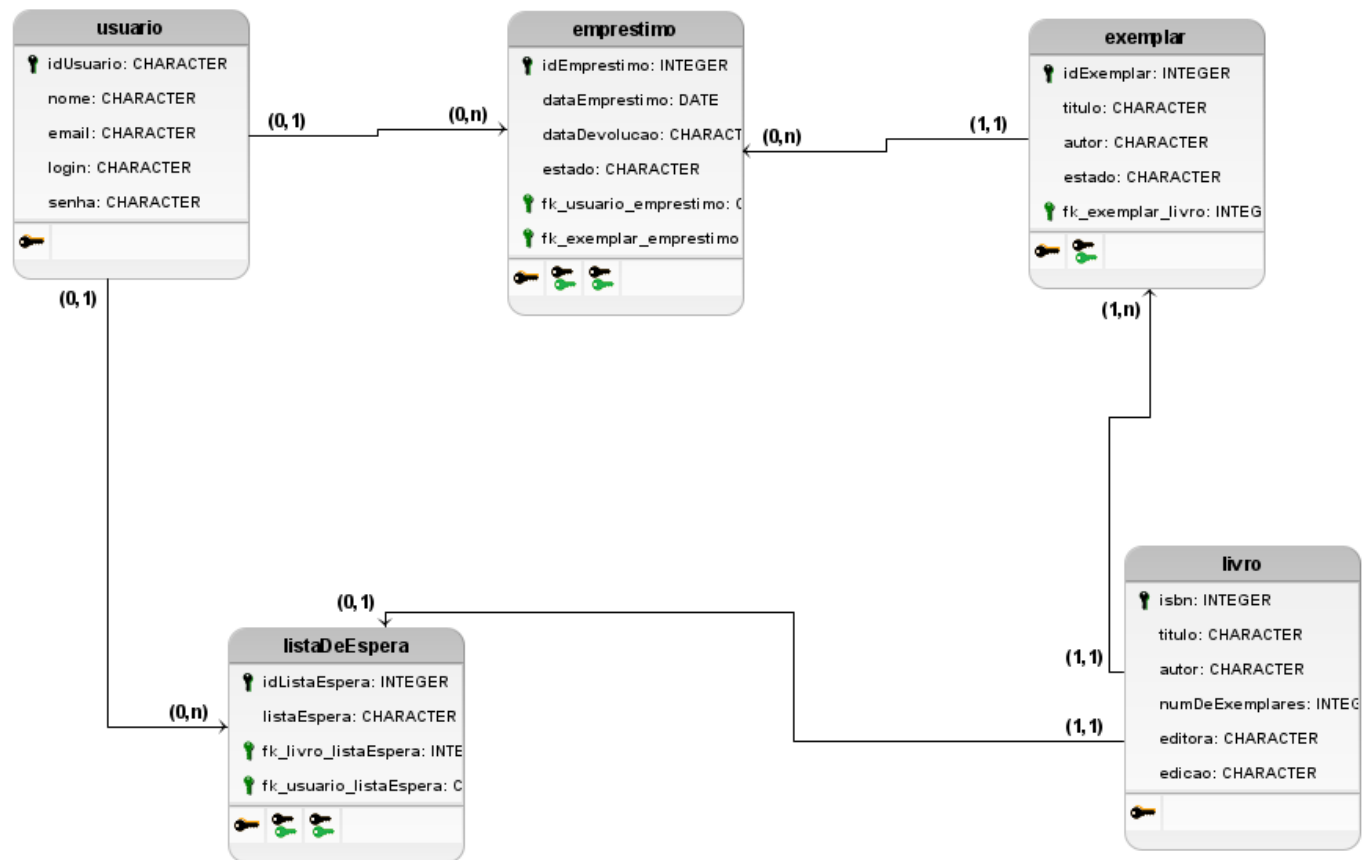 usuario
idUsuario: CHARACTER
nome: CHARACTER
email: CHARACTER
login: CHARACTER
senha: CHARACTER
(0,1)
(0,n)
emprestimo
idEmprestimo: INTEGER
dataEmprestimo: DATE
dataDevolucao: CHARACT
estado: CHARACTER
fk_usuario_emprestimo: C
fk_exemplar_emprestimo
(0,n)
(1,1)
exemplar
idExemplar: INTEGER
titulo: CHARACTER
autor: CHARACTER
estado: CHARACTER
fk_exemplar_livro: INTEG
(0,1)
(1,n)
(0,n)
(0,1)
listaDeEspera
idListaEspera: INTEGER
listaEspera: CHARACTER
fk_livro_listaEspera: INTE
fk_usuario_listaEspera: C
(1,1)
(1,1)
livro
isbn: INTEGER
titulo: CHARACTER
autor: CHARACTER
numDeExemplares: INTEG
editora: CHARACTER
edicao: CHARACTER